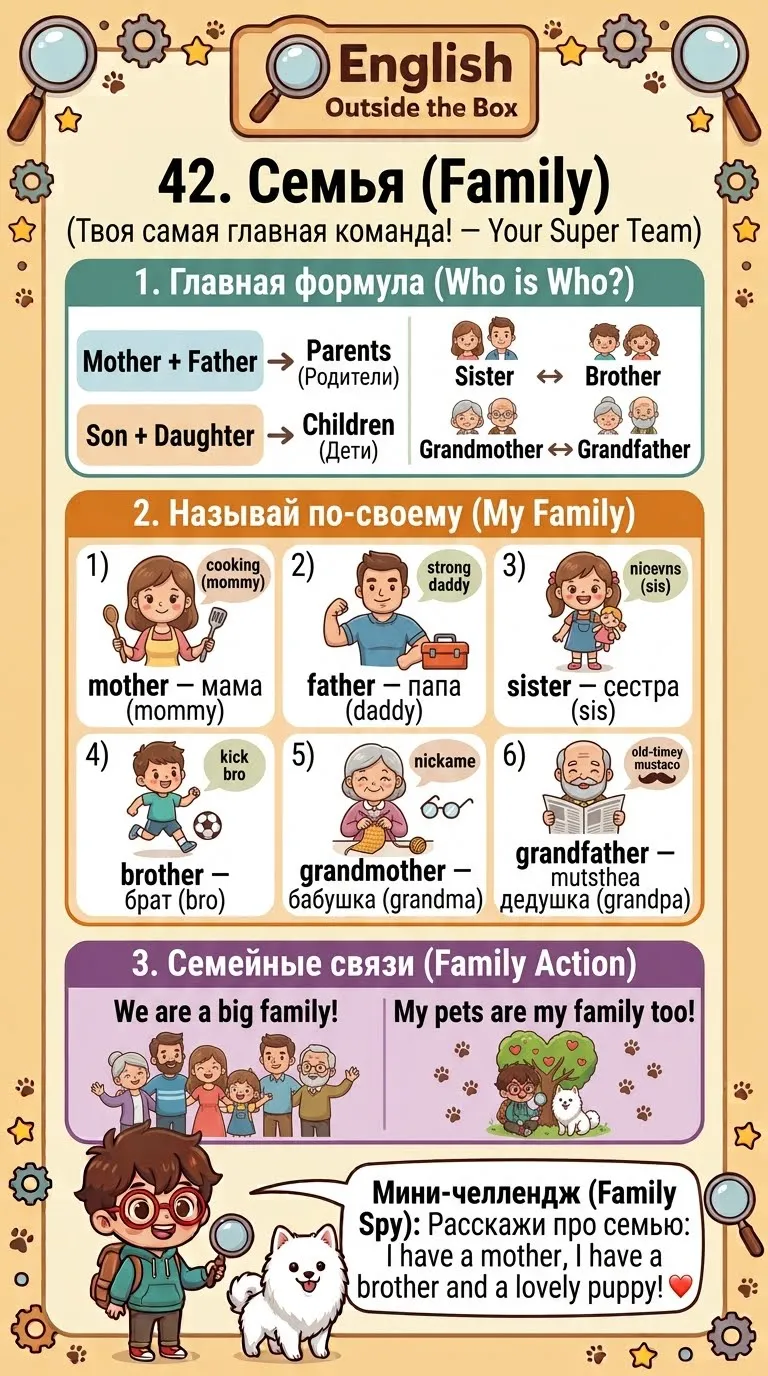 English
Outside the Box
42. Семья (Family)
(Твоя самая главная команда! — Your Super Team)
1. Главная формула (Who is Who?)
Mother + Father → Parents
(Родители)
Son + Daughter → Children
(Дети)
Sister ↔ Brother
Grandmother ↔ Grandfather
2. Называй по-своему (My Family)
1)
cooking
(mommy)
mother — мама
(mommy)
2)
strong
daddy
father — папа
(daddy)
3)
nicevns
(sis)
sister — сестра
(sis)
4)
kick
bro
brother —
брат (bro)
5)
nickame
grandmother —
бабушка (grandma)
6)
old-timey
mustaco
grandfather —
mutsthea
дедушка (grandpa)
3. Семейные связи (Family Action)
We are a big family!
My pets are my family too!
Мини-челлендж (Family
Spy): Расскажи про семью:
I have a mother, I have a
brother and a lovely puppy! ❤️